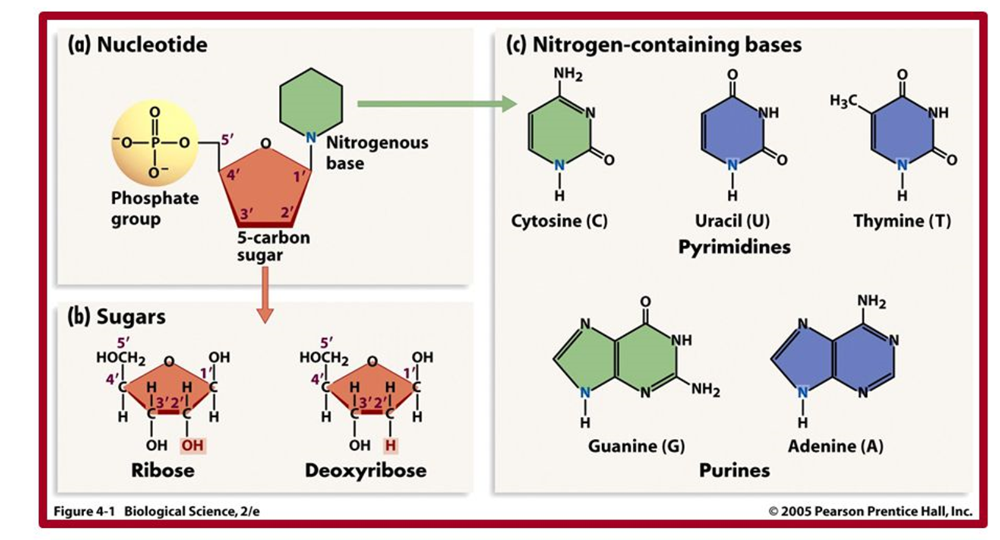 (a) Nucleotide
O
⁻O—P—O
O⁻
5′
O
N
4′
1′
3′
2′
Nitrogenous
base
Phosphate
group
5-carbon
sugar
(b) Sugars
5′
HOCH₂
O
OH
4′
1′
C
H
H
C
3′
2′
H
C
C
H
OH
OH
Ribose
5′
HOCH₂
O
OH
4′
1′
C
H
H
C
3′
2′
H
C
C
H
OH
H
Deoxyribose
(c) Nitrogen-containing bases
NH₂
N
O
N
H
Cytosine (C)
O
NH
O
N
H
Uracil (U)
O
H₃C
NH
O
N
H
Thymine (T)
Pyrimidines
O
N
NH
N
N
NH₂
H
Guanine (G)
NH₂
N
N
N
N
H
Adenine (A)
Purines
Figure 4-1 Biological Science, 2/e
© 2005 Pearson Prentice Hall, Inc.